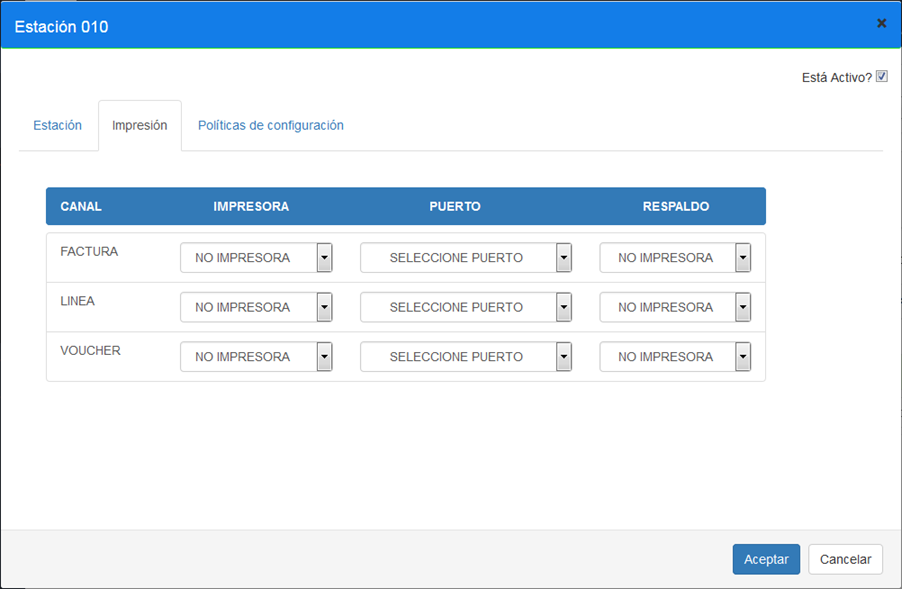 Estación 010
Está Activo?
Estación Impresión Políticas de configuración
CANAL IMPRESORA PUERTO RESPALDO
FACTURA NO IMPRESORA SELECCIONE PUERTO NO IMPRESORA
LINEA NO IMPRESORA SELECCIONE PUERTO NO IMPRESORA
VOUCHER NO IMPRESORA SELECCIONE PUERTO NO IMPRESORA
Aceptar Cancelar